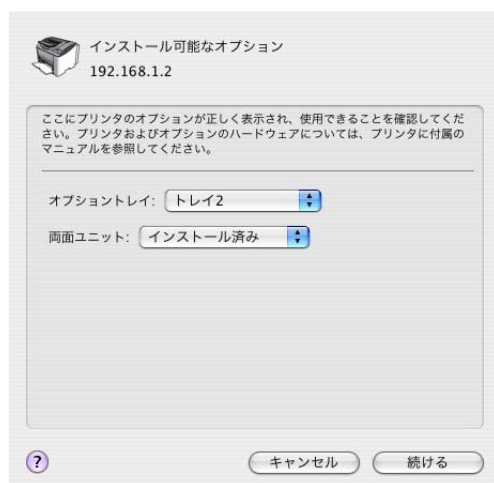 インストール可能なオプション
192.168.1.2
ここにプリンタのオプションが正しく表示され、使用できることを確認してくだ
さい。プリンタおよびオプションのハードウェアについては、プリンタに付属の
マニュアルを参照してください。
オプショントレイ: トレイ2
両面ユニット: インストール済み
? キャンセル 続ける